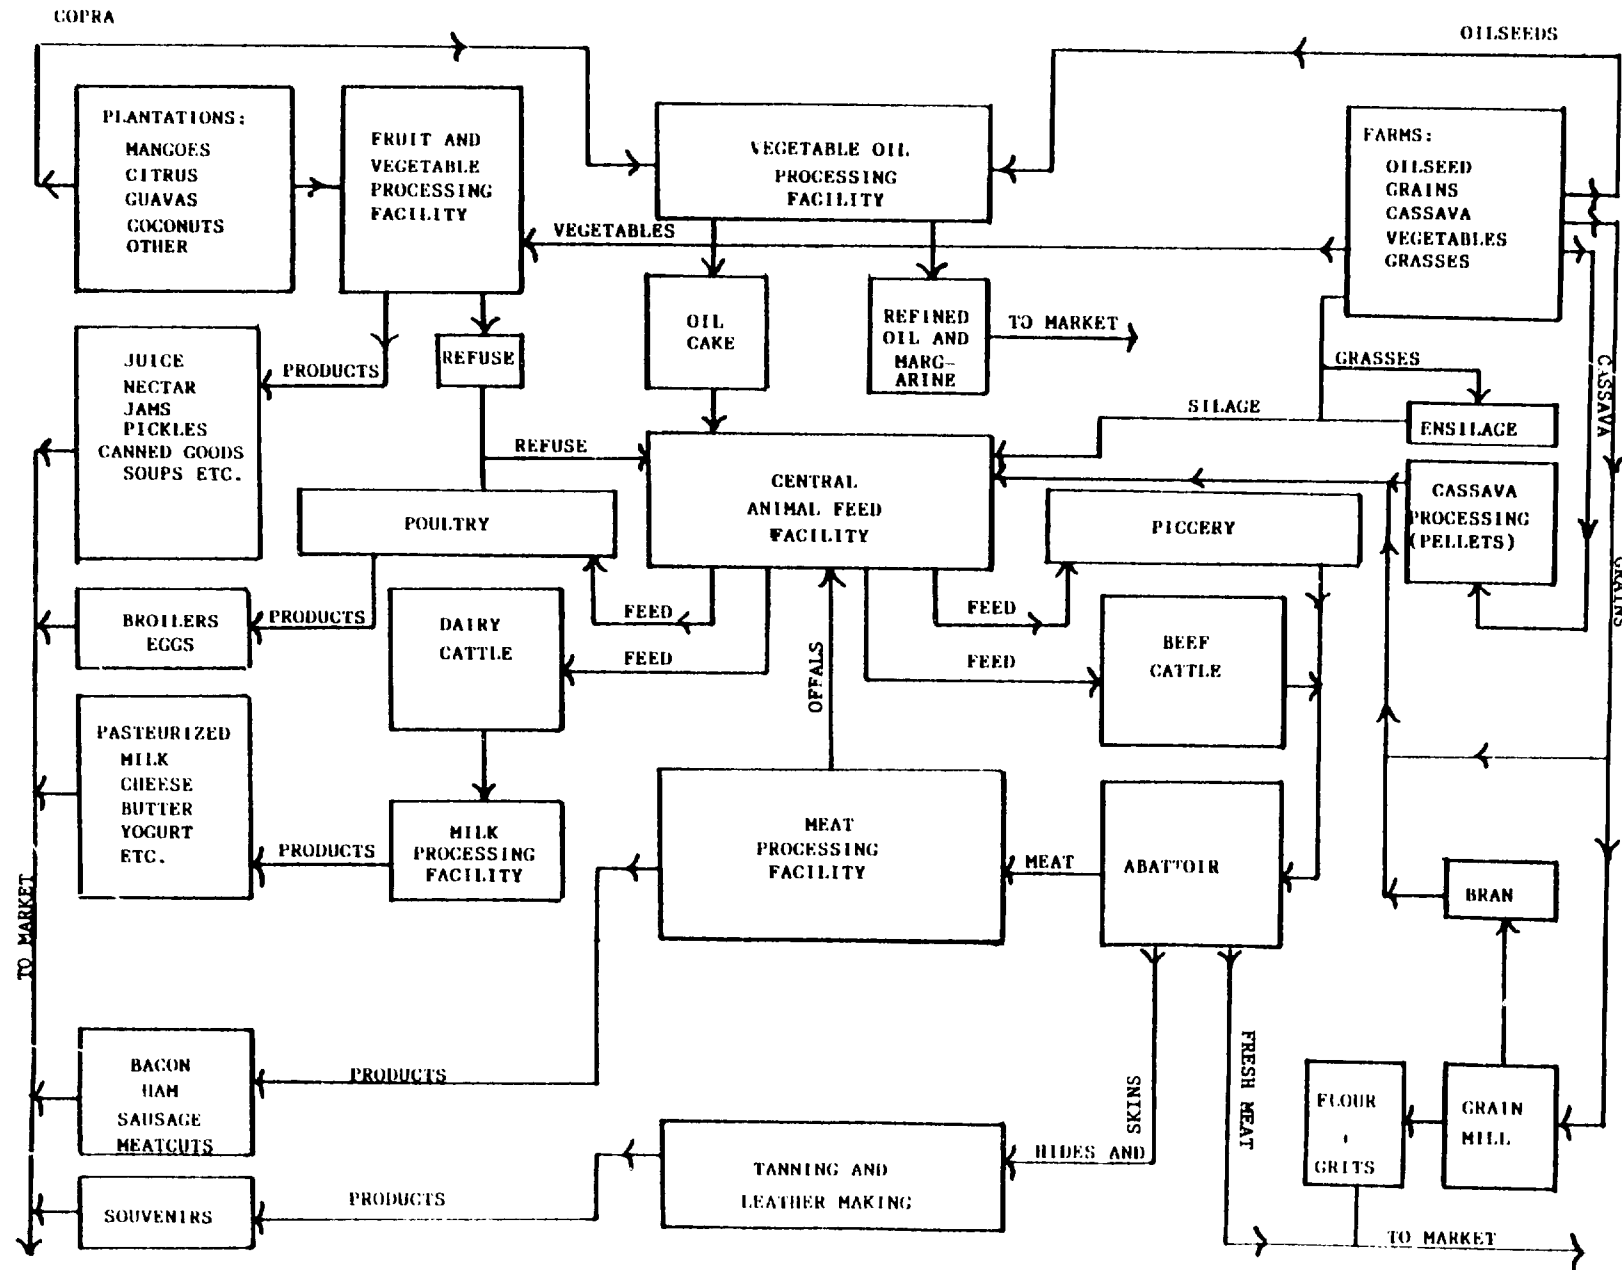 COPRA
OILSEEDS
PLANTATIONS:
MANGOES
CITRUS
GUAVAS
COCONUTS
OTHER
FRUIT AND
VEGETABLE
PROCESSING
FACILITY
VEGETABLE OIL
PROCESSING
FACILITY
FARMS:
OILSEED
GRAINS
CASSAVA
VEGETABLES
GRASSES
VEGETABLES
OIL
CAKE
REFINED
OIL AND
MARG-
ARINE
TO MARKET
REFUSE
PRODUCTS
JUICE
NECTAR
JAMS
PICKLES
CANNED GOODS
SOUPS ETC.
GRASSES
CASSAVA
SILAGE
ENSILAGE
REFUSE
CENTRAL
ANIMAL FEED
FACILITY
POULTRY
PIGGERY
CASSAVA
PROCESSING
(PELLETS)
GRAINS
BROILERS
EGGS
PRODUCTS
DAIRY
CATTLE
FEED
FEED
FEED
FEED
OFFALS
BEEF
CATTLE
PASTEURIZED
MILK
CHEESE
BUTTER
YOGURT
ETC.
PRODUCTS
MILK
PROCESSING
FACILITY
MEAT
PROCESSING
FACILITY
MEAT
ABATTOIR
BRAN
TO MARKET
BACON
HAM
SAUSAGE
MEATCUTS
PRODUCTS
SKINS
FRESH MEAT
FLOUR
GRITS
GRAIN
MILL
HIDES AND
TANNING AND
LEATHER MAKING
PRODUCTS
SOUVENIRS
TO MARKET